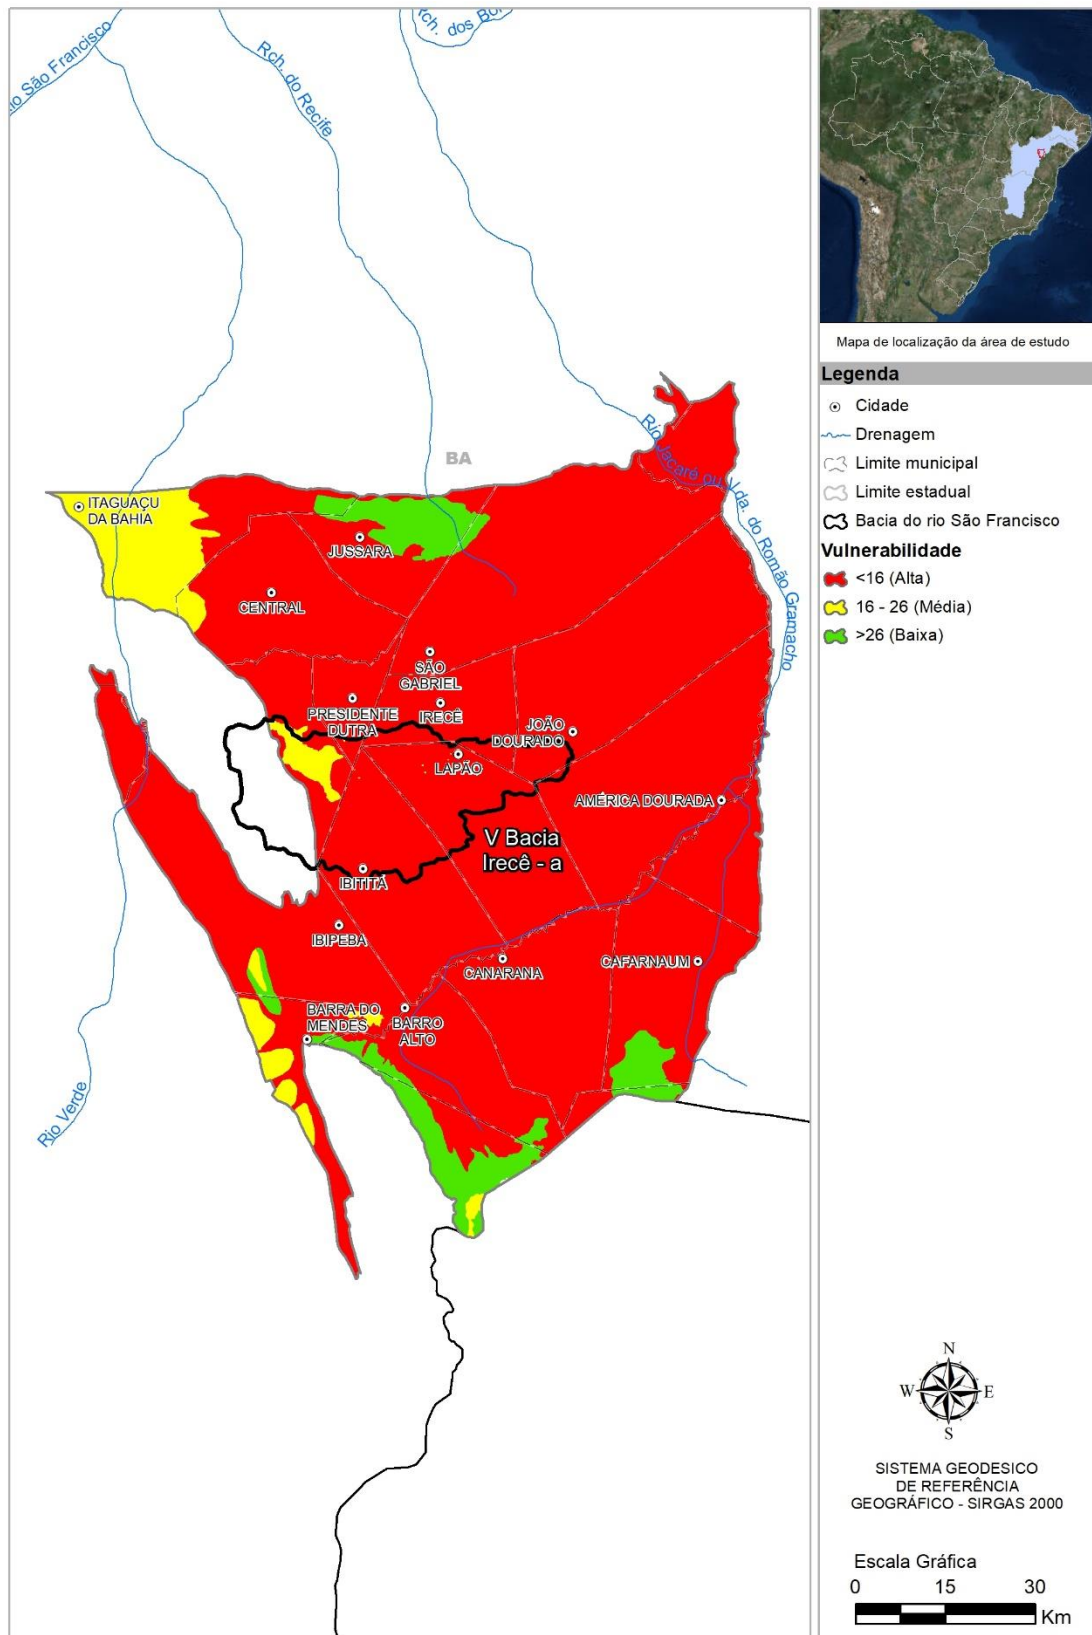 io São Francisco
Rch. do Recife
Rch. dos Boi
BA
Rio Jacaré ou Vda. do Romão Gramacho
ITAGUAÇU
DA BAHIA
JUSSARA
CENTRAL
SÃO
GABRIEL
PRESIDENTE
DUTRA
IRECÊ
JOÃO
DOURADO
LAPÃO
AMÉRICA DOURADA
V Bacia
Irecê - a
IBITITÁ
IBIPEBA
CANARANA
CAFARNAUM
BARRA DO
MENDES
BARRO
ALTO
Rio Verde
Mapa de localização da área de estudo
Legenda
Cidade
Drenagem
Limite municipal
Limite estadual
Bacia do rio São Francisco
Vulnerabilidade
<16 (Alta)
16 - 26 (Média)
>26 (Baixa)
N
W E
S
SISTEMA GEODESICO
DE REFERÊNCIA
GEOGRÁFICO - SIRGAS 2000
Escala Gráfica
0 15 30
Km